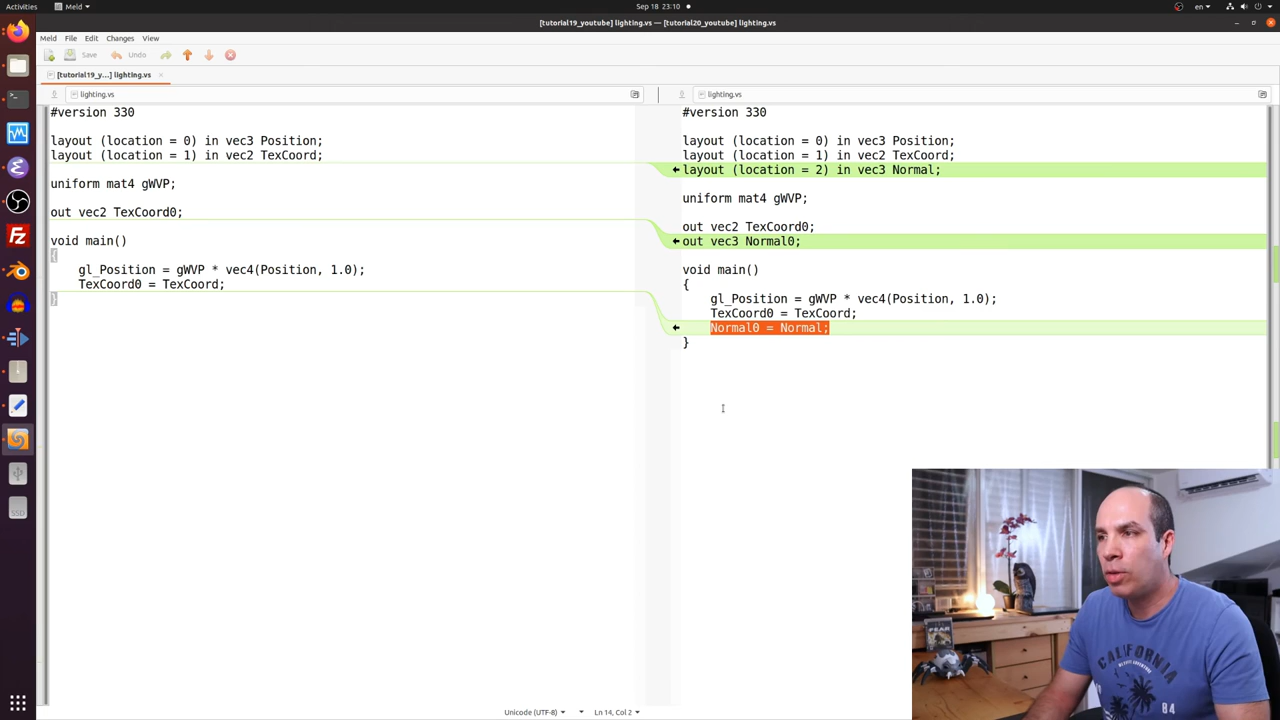 Activities
Meld
Sep 18 23:10
en
[tutorial19_youtube] lighting.vs — [tutorial20_youtube] lighting.vs
Meld File Edit Changes View
Save Undo
[tutorial19_y...] lighting.vs
lighting.vs
#version 330
layout (location = 0) in vec3 Position;
layout (location = 1) in vec2 TexCoord;
uniform mat4 gWVP;
out vec2 TexCoord0;
void main()
{
gl_Position = gWVP * vec4(Position, 1.0);
TexCoord0 = TexCoord;
}
lighting.vs
#version 330
layout (location = 0) in vec3 Position;
layout (location = 1) in vec2 TexCoord;
layout (location = 2) in vec3 Normal;
uniform mat4 gWVP;
out vec2 TexCoord0;
out vec3 Normal0;
void main()
{
gl_Position = gWVP * vec4(Position, 1.0);
TexCoord0 = TexCoord;
Normal0 = Normal;
}
Unicode (UTF-8) Ln 14, Col 2
Fz
SSD
FEAR
CALIFORNIA
84